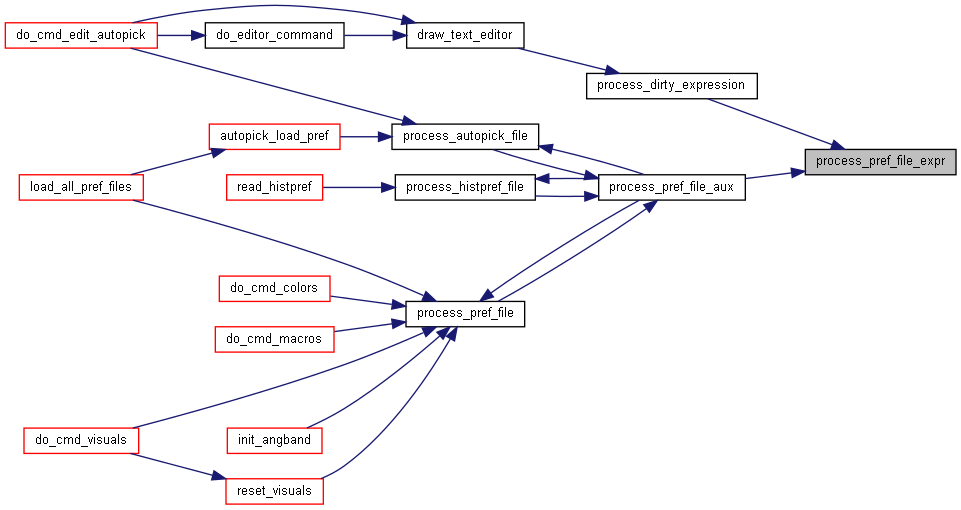 do_cmd_edit_autopick
do_editor_command
draw_text_editor
process_dirty_expression
autopick_load_pref
process_autopick_file
process_pref_file_expr
load_all_pref_files
read_histpref
process_histpref_file
process_pref_file_aux
do_cmd_colors
process_pref_file
do_cmd_macros
do_cmd_visuals
init_angband
reset_visuals